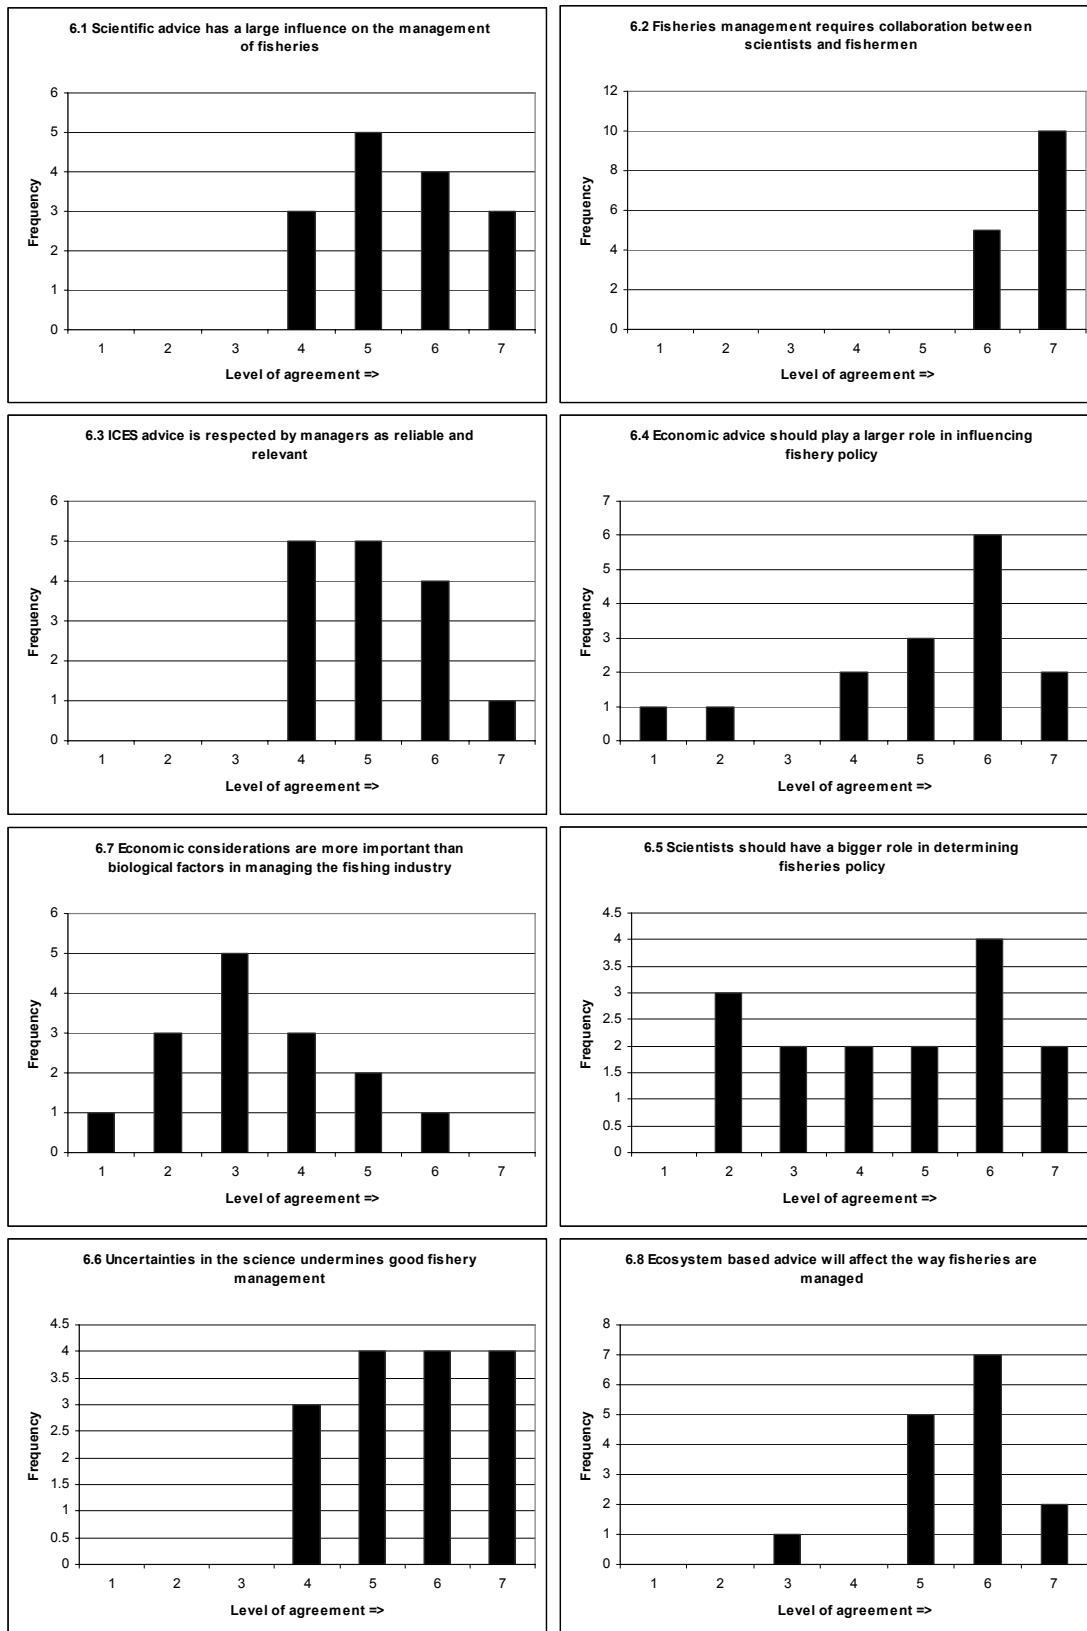 6.1 Scientific advice has a large influence on the management
of fisheries
6
5
4
3
2
1
0
Frequency
1 2 3 4 5 6 7
Level of agreement =>
6.2 Fisheries management requires collaboration between
scientists and fishermen
12
10
8
6
4
2
0
Frequency
1 2 3 4 5 6 7
Level of agreement =>
6.3 ICES advice is respected by managers as reliable and
relevant
6
5
4
3
2
1
0
Frequency
1 2 3 4 5 6 7
Level of agreement =>
6.4 Economic advice should play a larger role in influencing
fishery policy
7
6
5
4
3
2
1
0
Frequency
1 2 3 4 5 6 7
Level of agreement =>
6.7 Economic considerations are more important than
biological factors in managing the fishing industry
6
5
4
3
2
1
0
Frequency
1 2 3 4 5 6 7
Level of agreement =>
6.5 Scientists should have a bigger role in determining
fisheries policy
4.5
4
3.5
3
2.5
2
1.5
1
0.5
0
Frequency
1 2 3 4 5 6 7
Level of agreement =>
6.6 Uncertainties in the science undermines good fishery
management
4.5
4
3.5
3
2.5
2
1.5
1
0.5
0
Frequency
1 2 3 4 5 6 7
Level of agreement =>
6.8 Ecosystem based advice will affect the way fisheries are
managed
8
7
6
5
4
3
2
1
0
Frequency
1 2 3 4 5 6 7
Level of agreement =>